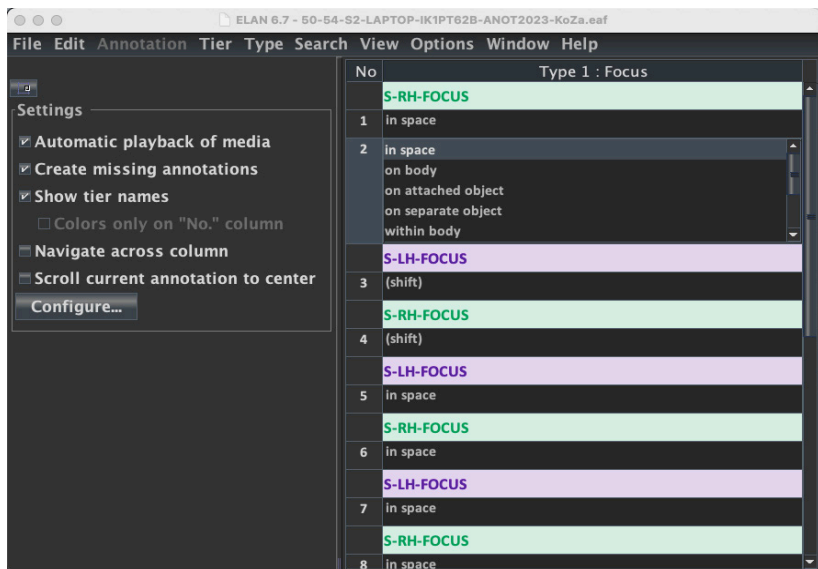 ELAN 6.7 - 50-54-S2-LAPTOP-IK1PT62B-ANOT2023-KoZa.eaf
File Edit Annotation Tier Type Search View Options Window Help
Settings
Automatic playback of media
Create missing annotations
Show tier names
Colors only on "No." column
Navigate across column
Scroll current annotation to center
Configure...
No Type 1 : Focus
S-RH-FOCUS
1 in space
2 in space
on body
on attached object
on separate object
within body
S-LH-FOCUS
3 (shift)
S-RH-FOCUS
4 (shift)
S-LH-FOCUS
5 in space
S-RH-FOCUS
6 in space
S-LH-FOCUS
7 in space
S-RH-FOCUS
8 in space